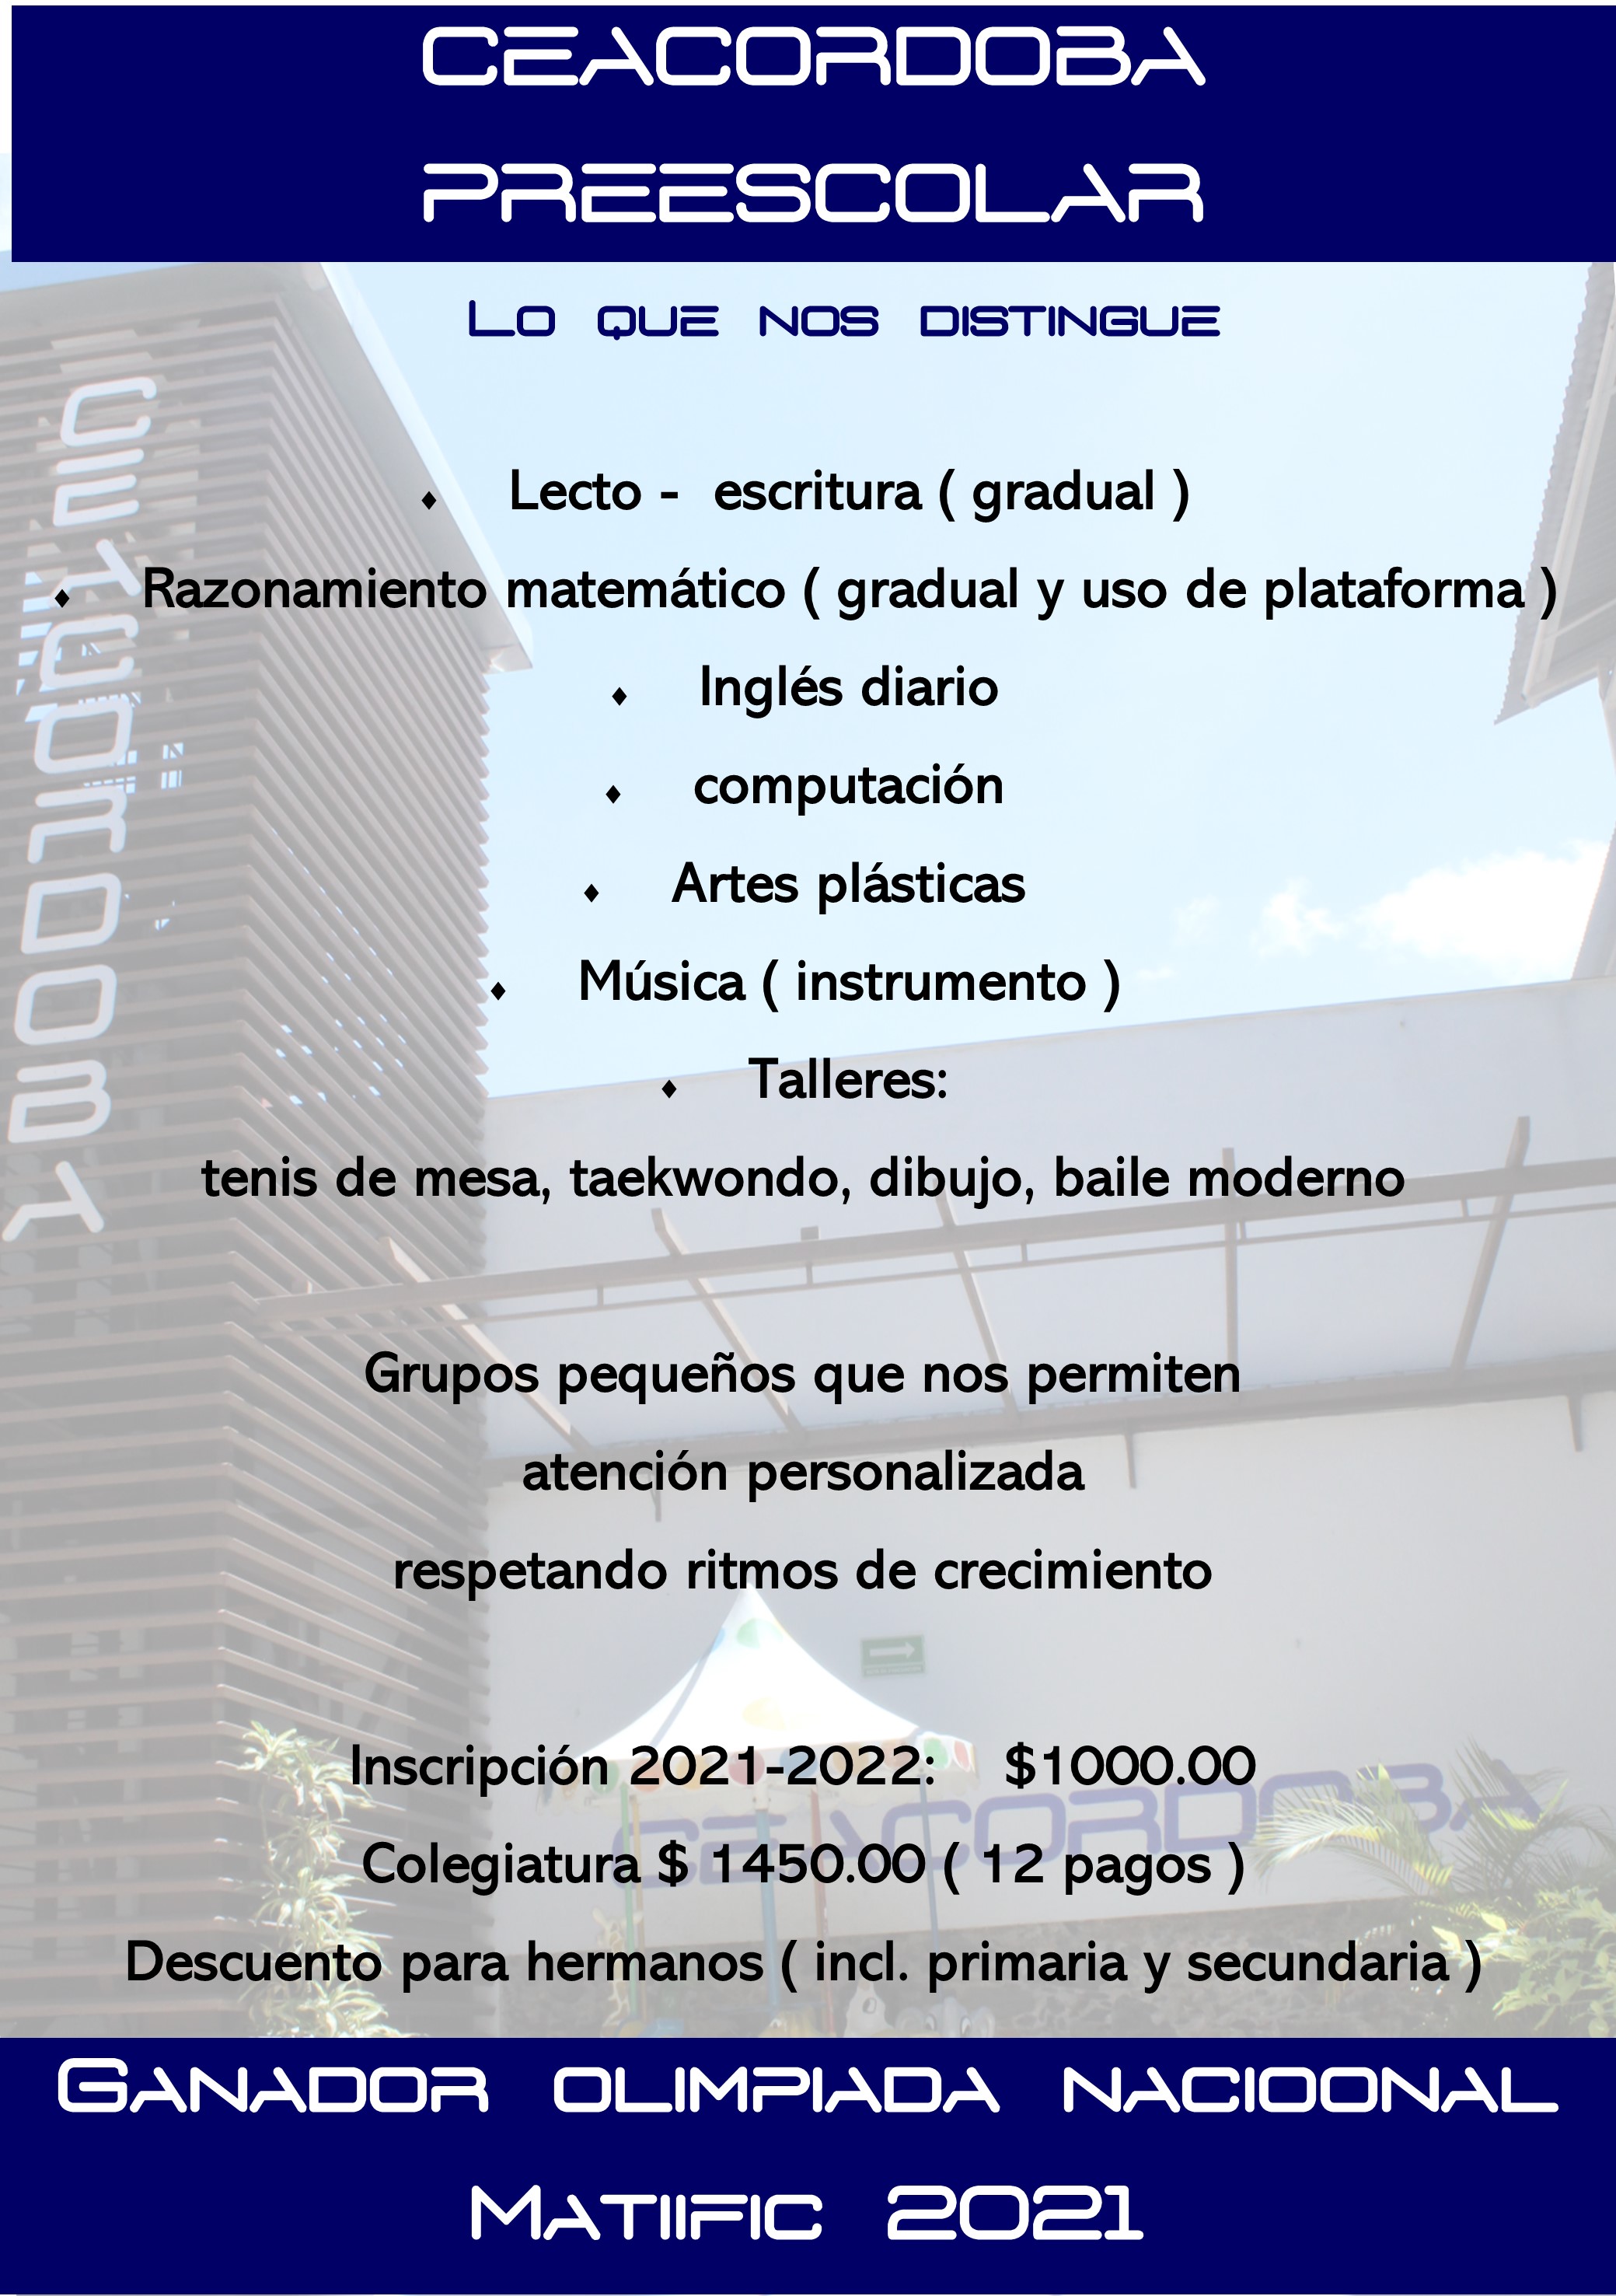 CEACORDOBA
PREESCOLAR
Lo que nos distingue
♦ Lecto - escritura ( gradual )
♦ Razonamiento matemático ( gradual y uso de plataforma )
♦ Inglés diario
♦ computación
♦ Artes plásticas
♦ Música ( instrumento )
♦ Talleres:
tenis de mesa, taekwondo, dibujo, baile moderno
Grupos pequeños que nos permiten
atención personalizada
respetando ritmos de crecimiento
Inscripción 2021-2022: $1000.00
Colegiatura $ 1450.00 ( 12 pagos )
Descuento para hermanos ( incl. primaria y secundaria )
Ganador olimpiada nacioonal
Matiific 2021
CEACORDOBA
CEACORDOBA